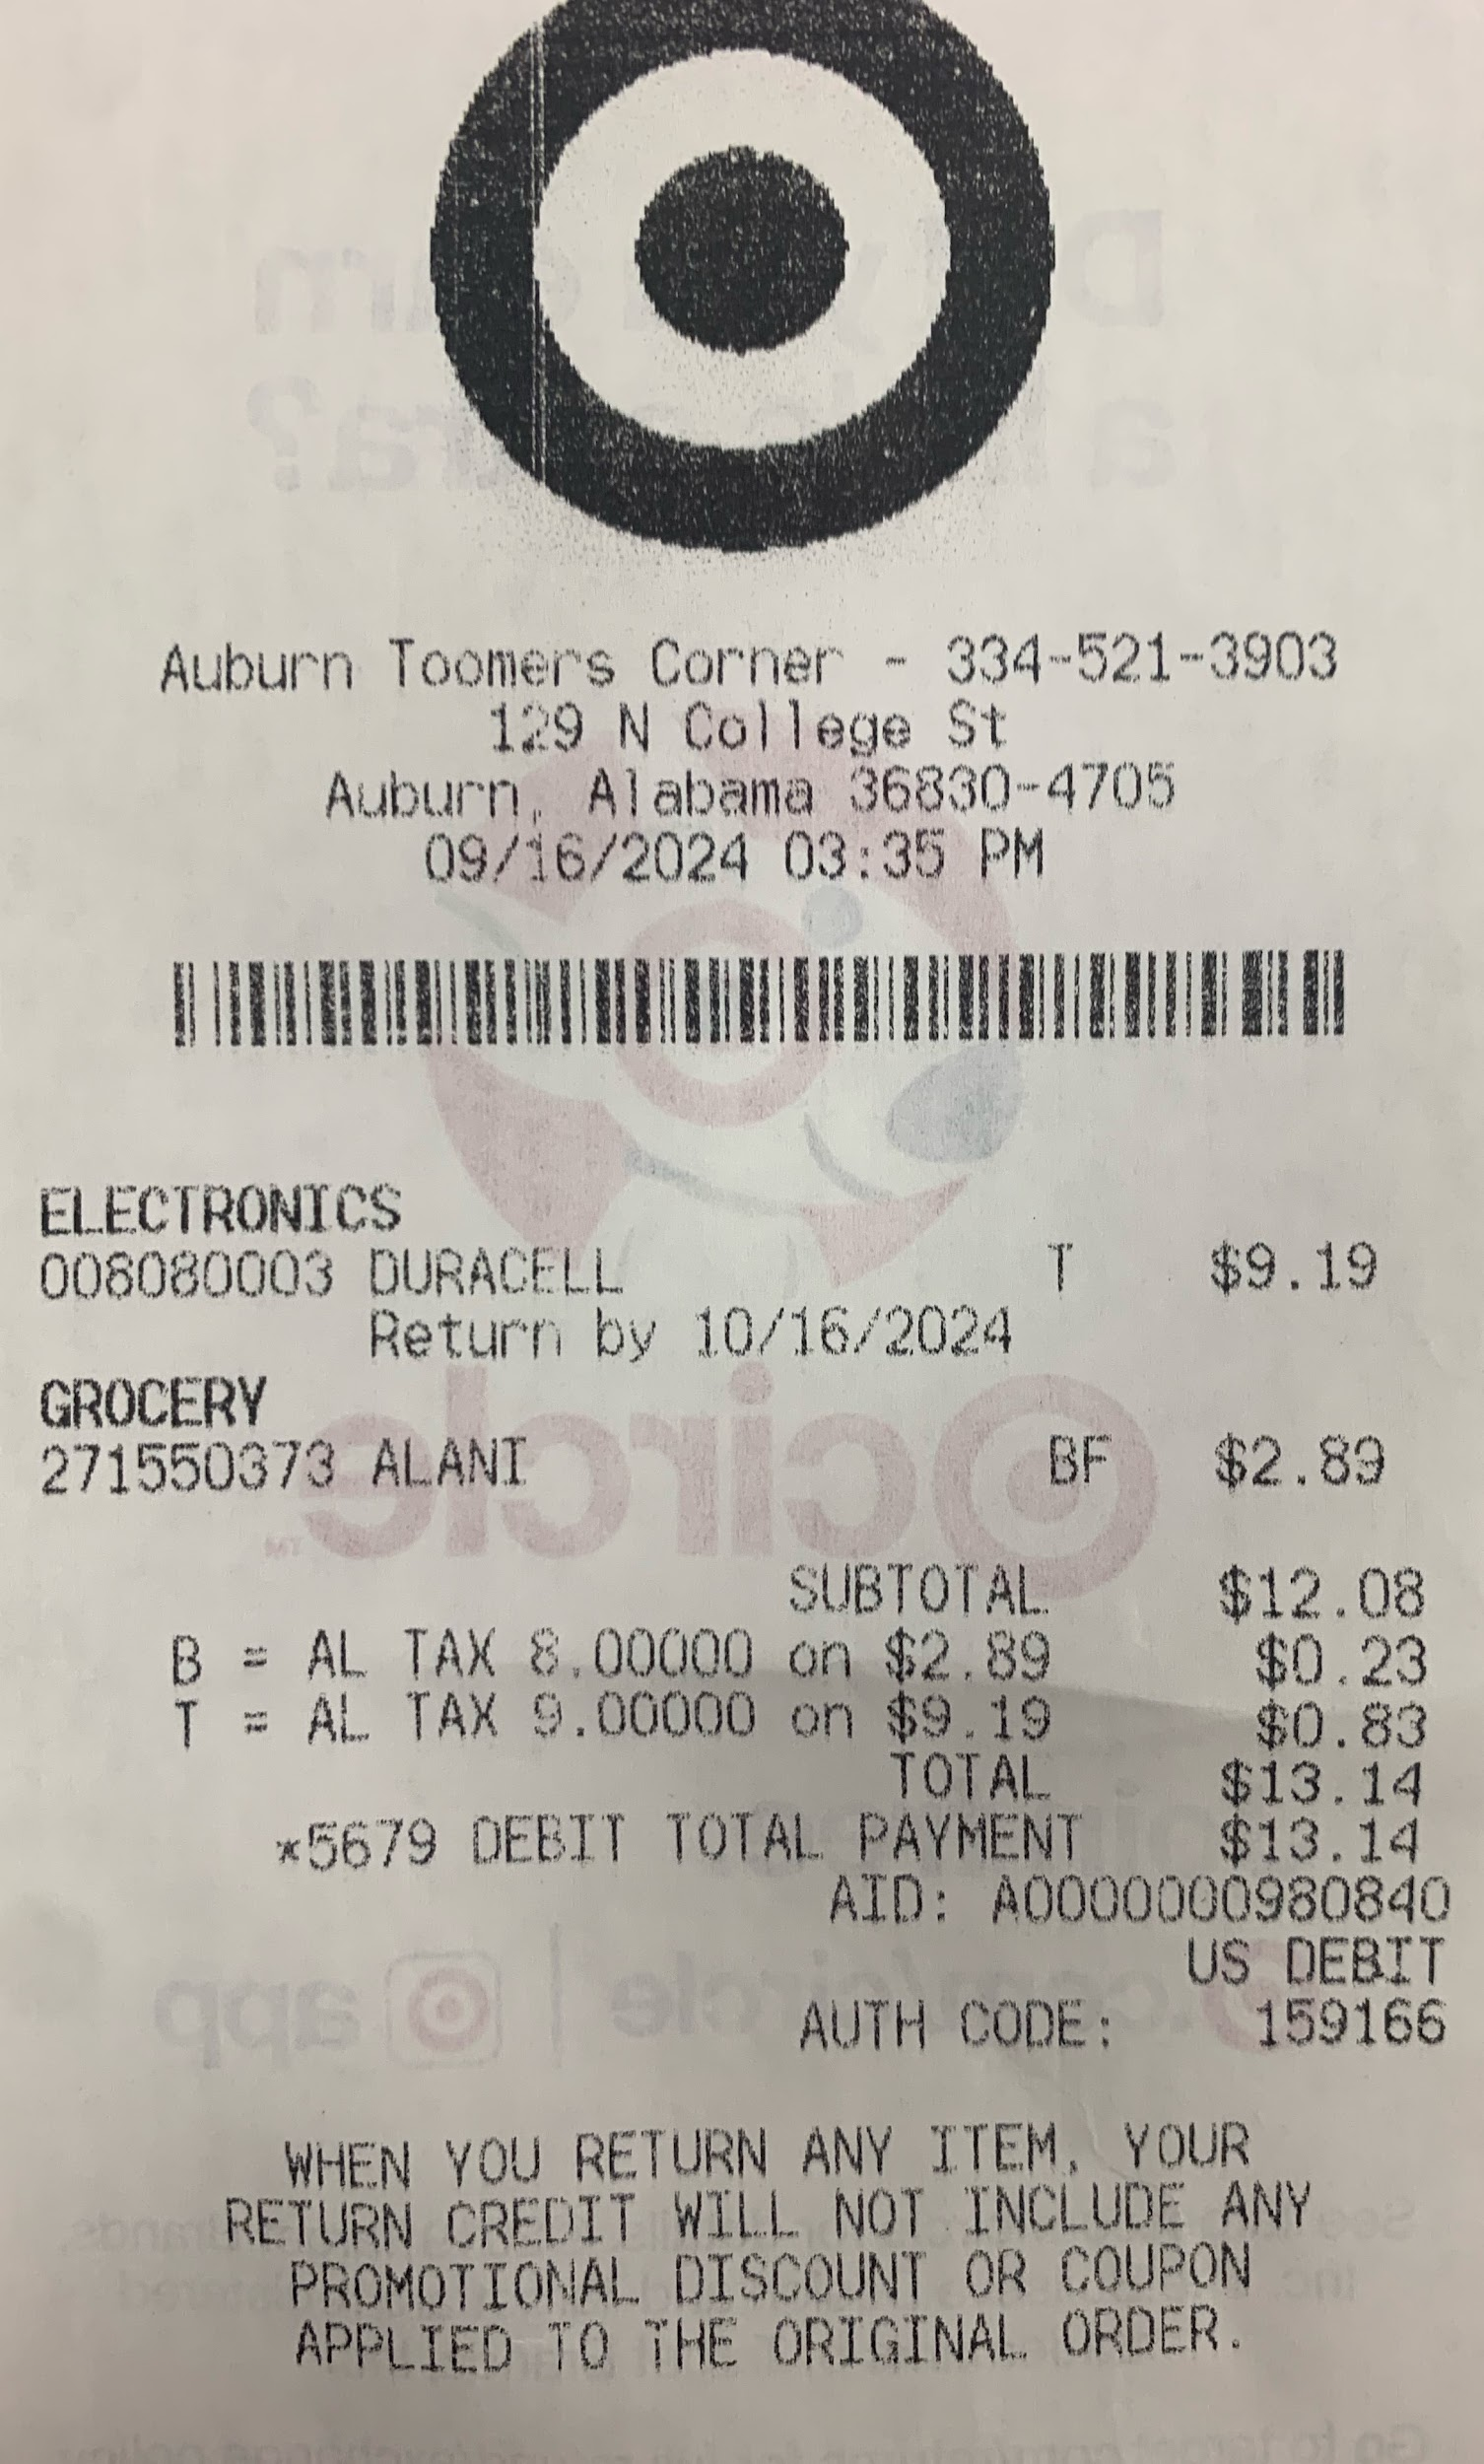 Auburn Toomers Corner - 334-521-3903
129 N College St
Auburn, Alabama 36830-4705
09/16/2024 03:35 PM
ELECTRONICS
008080003 DURACELL T $9.19
Return by 10/16/2024
GROCERY
271550373 ALANI BF $2.89
circle
SUBTOTAL $12.08
B = AL TAX 8.00000 on $2.89 $0.23
T = AL TAX 9.00000 on $9.19 $0.83
TOTAL $13.14
*5679 DEBIT TOTAL PAYMENT $13.14
AID: A0000000980840
US DEBIT
app
AUTH CODE: 159166
WHEN YOU RETURN ANY ITEM, YOUR
RETURN CREDIT WILL NOT INCLUDE ANY
PROMOTIONAL DISCOUNT OR COUPON
APPLIED TO THE ORIGINAL ORDER.